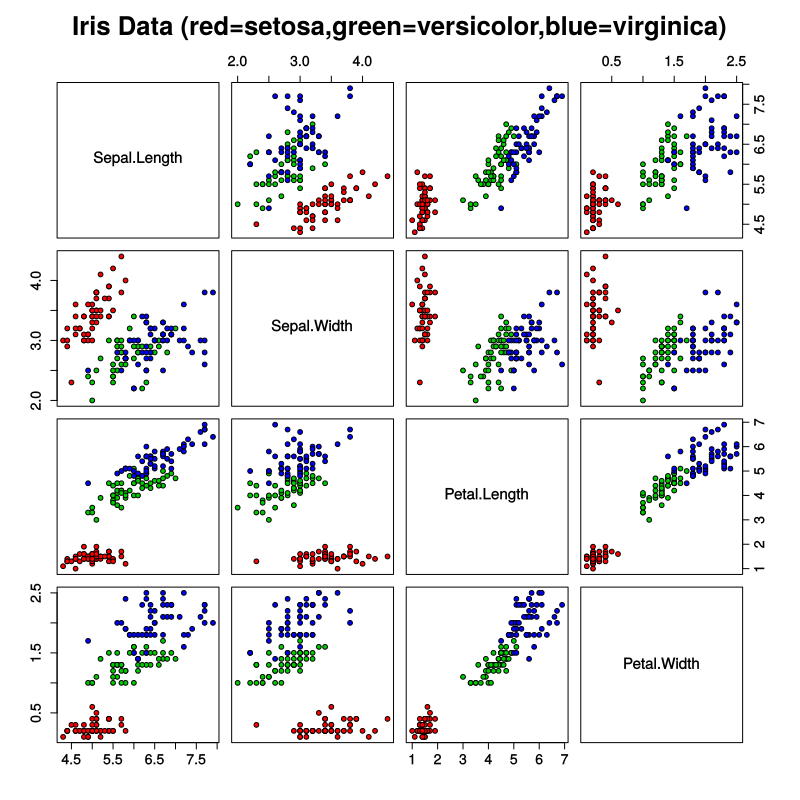 Iris Data (red=setosa,green=versicolor,blue=virginica)
2.0 3.0 4.0
0.5 1.5 2.5
Sepal.Length
4.5 5.5 6.5 7.5
2.0 3.0 4.0
Sepal.Width
Petal.Length
1 2 3 4 5 6 7
0.5 1.5 2.5
Petal.Width
4.5 5.5 6.5 7.5
1 2 3 4 5 6 7